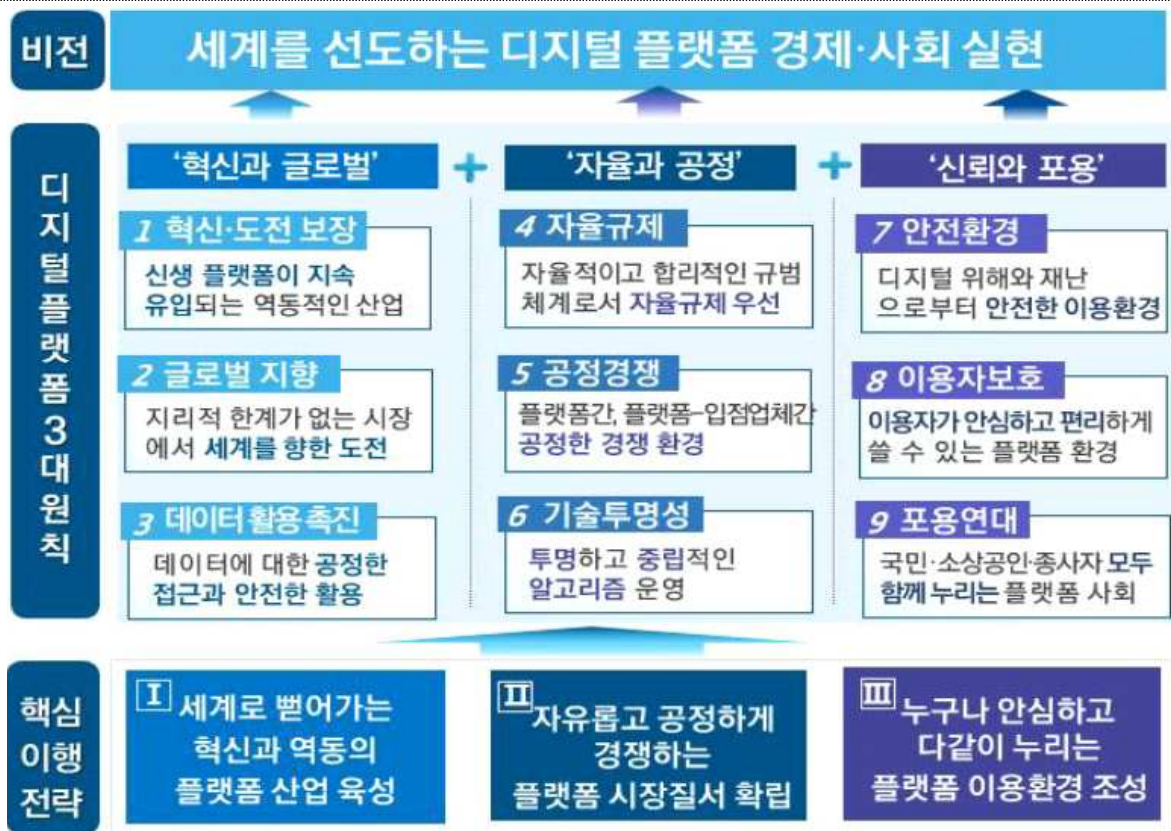 비전
세계를 선도하는 디지털 플랫폼 경제·사회 실현
디지털플랫폼3대원칙
'혁신과 글로벌'
+
'자율과 공정'
+
'신뢰와 포용'
1 혁신·도전 보장
신생 플랫폼이 지속
유입되는 역동적인 산업
2 글로벌 지향
지리적 한계가 없는 시장
에서 세계를 향한 도전
3 데이터 활용 촉진
데이터에 대한 공정한
접근과 안전한 활용
4 자율규제
자율적이고 합리적인 규범
체계로서 자율규제 우선
5 공정경쟁
플랫폼간, 플랫폼-입점업체간
공정한 경쟁 환경
6 기술투명성
투명하고 중립적인
알고리즘 운영
7 안전환경
디지털 위해와 재난
으로부터 안전한 이용환경
8 이용자보호
이용자가 안심하고 편리하게
쓸 수 있는 플랫폼 환경
9 포용연대
국민·소상공인·종사자 모두
함께 누리는 플랫폼 사회
핵심
이행
전략
Ⅰ 세계로 뻗어가는
혁신과 역동의
플랫폼 산업 육성
Ⅱ 자유롭고 공정하게
경쟁하는
플랫폼 시장질서 확립
Ⅲ 누구나 안심하고
다같이 누리는
플랫폼 이용환경 조성